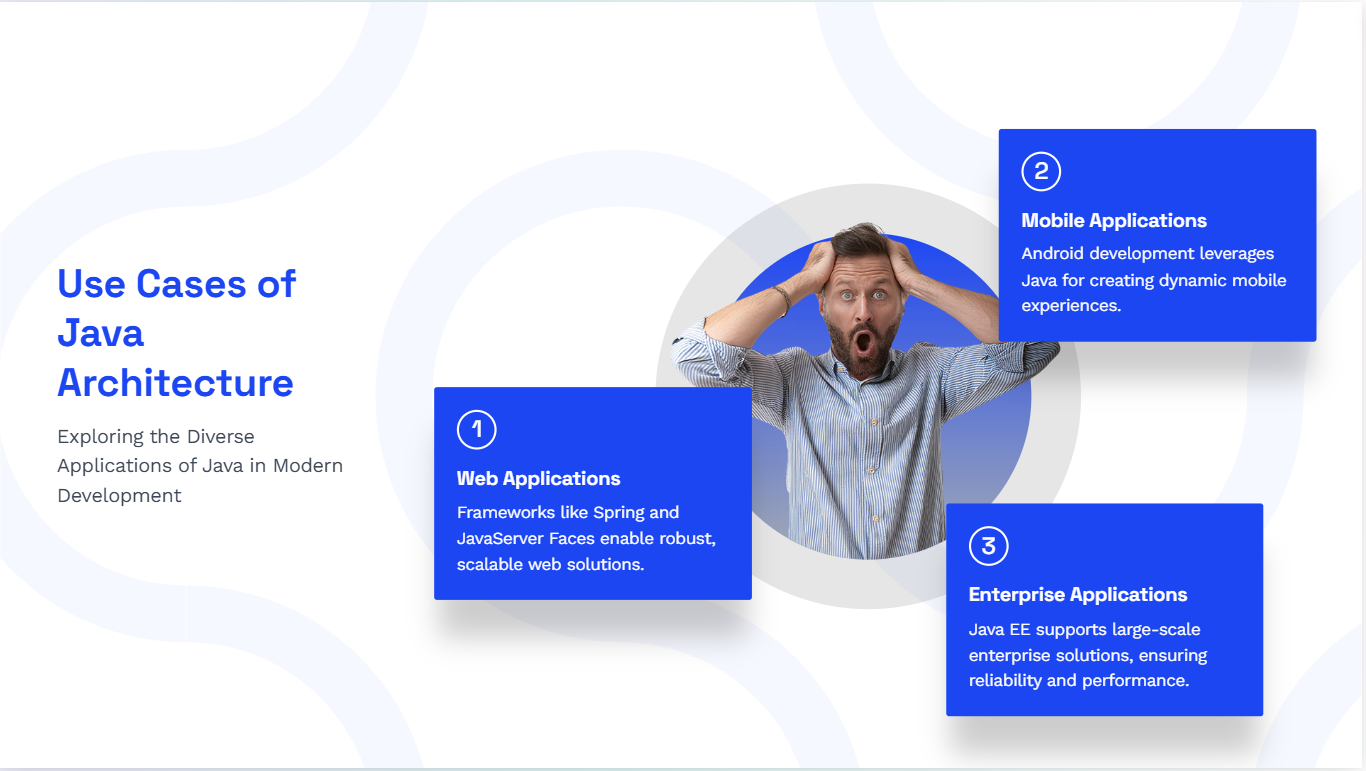 Use Cases of
Java
Architecture
Exploring the Diverse
Applications of Java in Modern
Development
1
Web Applications
Frameworks like Spring and
JavaServer Faces enable robust,
scalable web solutions.
2
Mobile Applications
Android development leverages
Java for creating dynamic mobile
experiences.
3
Enterprise Applications
Java EE supports large-scale
enterprise solutions, ensuring
reliability and performance.